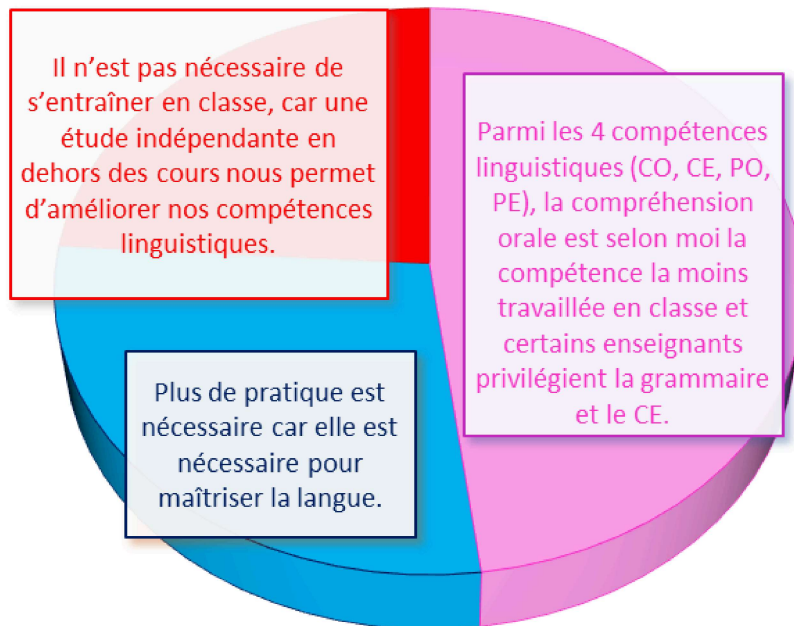 Il n’est pas nécessaire de
s’entraîner en classe, car une
étude indépendante en
dehors des cours nous permet
d’améliorer nos compétences
linguistiques.
Parmi les 4 compétences
linguistiques (CO, CE, PO,
PE), la compréhension
orale est selon moi la
compétence la moins
travaillée en classe et
certains enseignants
privilégient la grammaire
et le CE.
Plus de pratique est
nécessaire car elle est
nécessaire pour
maîtriser la langue.